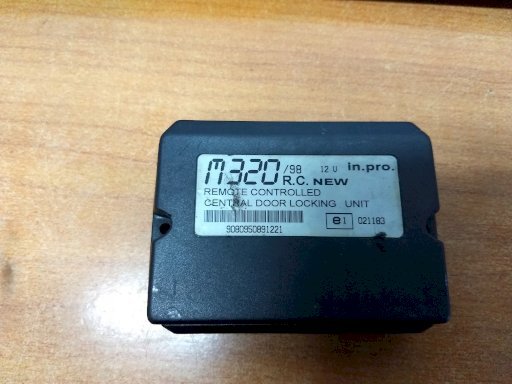 M320/98 12 V in.pro.
R.C. NEW
REMOTE CONTROLLED
CENTRAL DOOR LOCKING UNIT
e1 021183
9080950891221